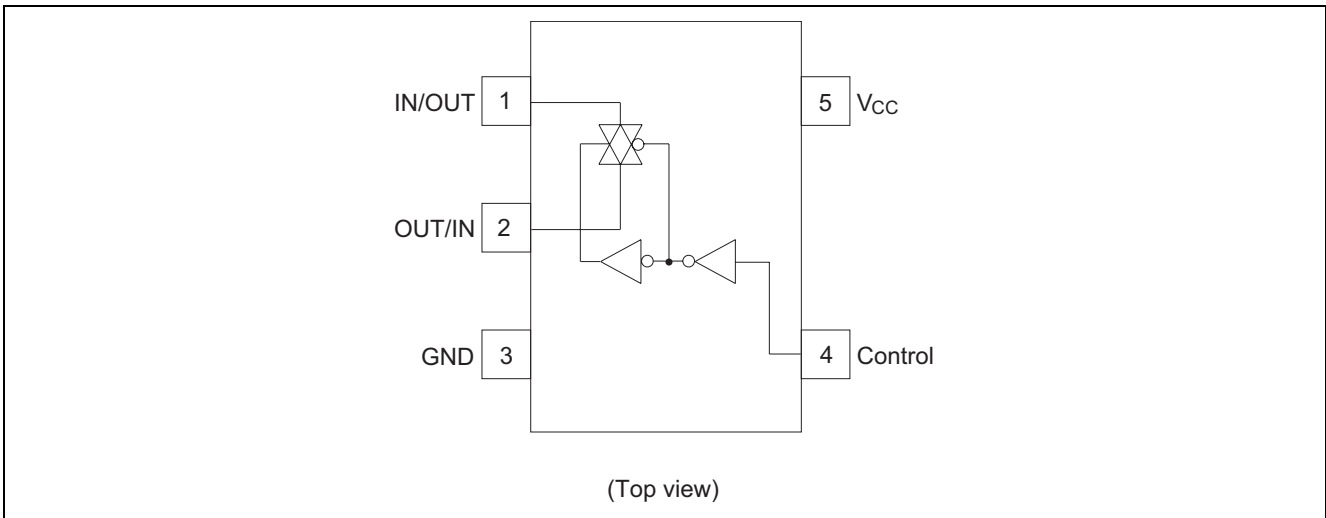 IN/OUT 1
5 VCC
OUT/IN 2
GND 3
4 Control
(Top view)